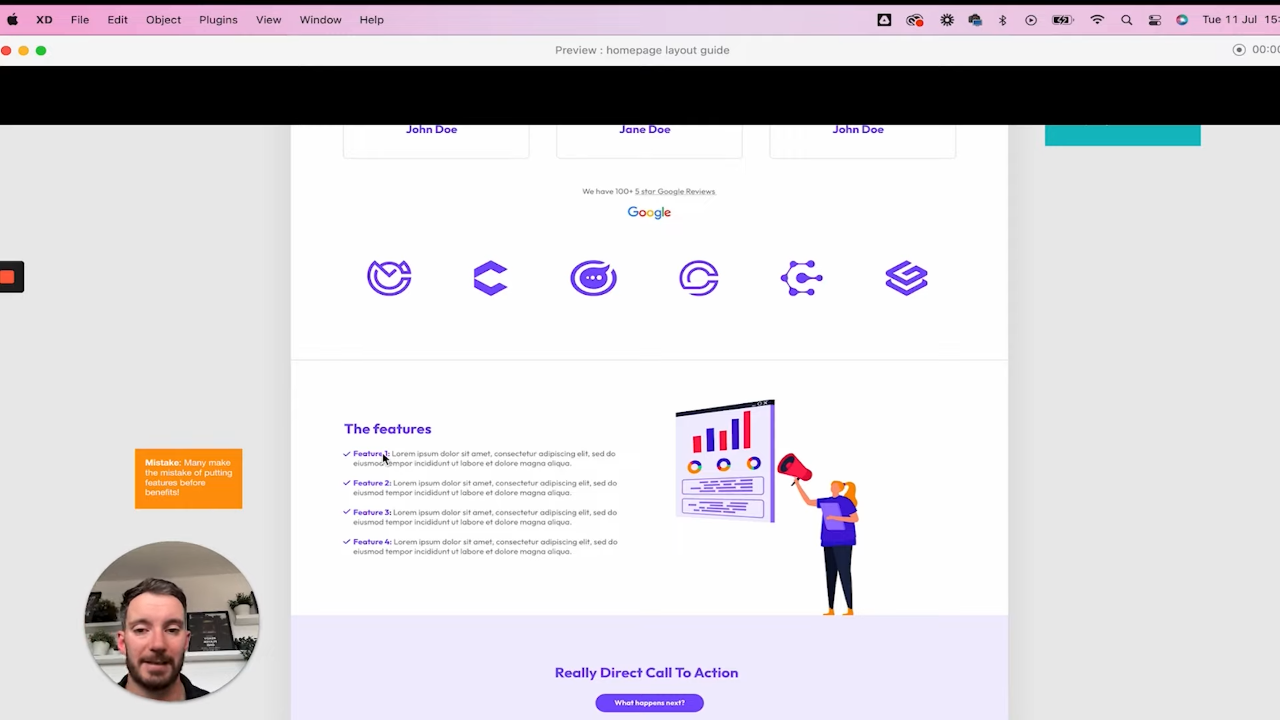 XD File Edit Object Plugins View Window Help
Tue 11 Jul
Preview : homepage layout guide
John Doe
Jane Doe
John Doe
We have 100+ 5 star Google Reviews
Google
The features
Feature 1: Lorem ipsum dolor sit amet, consectetur adipiscing elit, sed do
eiusmod tempor incididunt ut labore et dolore magna aliqua.
Feature 2: Lorem ipsum dolor sit amet, consectetur adipiscing elit, sed do
eiusmod tempor incididunt ut labore et dolore magna aliqua.
Feature 3: Lorem ipsum dolor sit amet, consectetur adipiscing elit, sed do
eiusmod tempor incididunt ut labore et dolore magna aliqua.
Feature 4: Lorem ipsum dolor sit amet, consectetur adipiscing elit, sed do
eiusmod tempor incididunt ut labore et dolore magna aliqua.
Mistake: Many make
the mistake of putting
features before
benefits!
Really Direct Call To Action
What happens next?